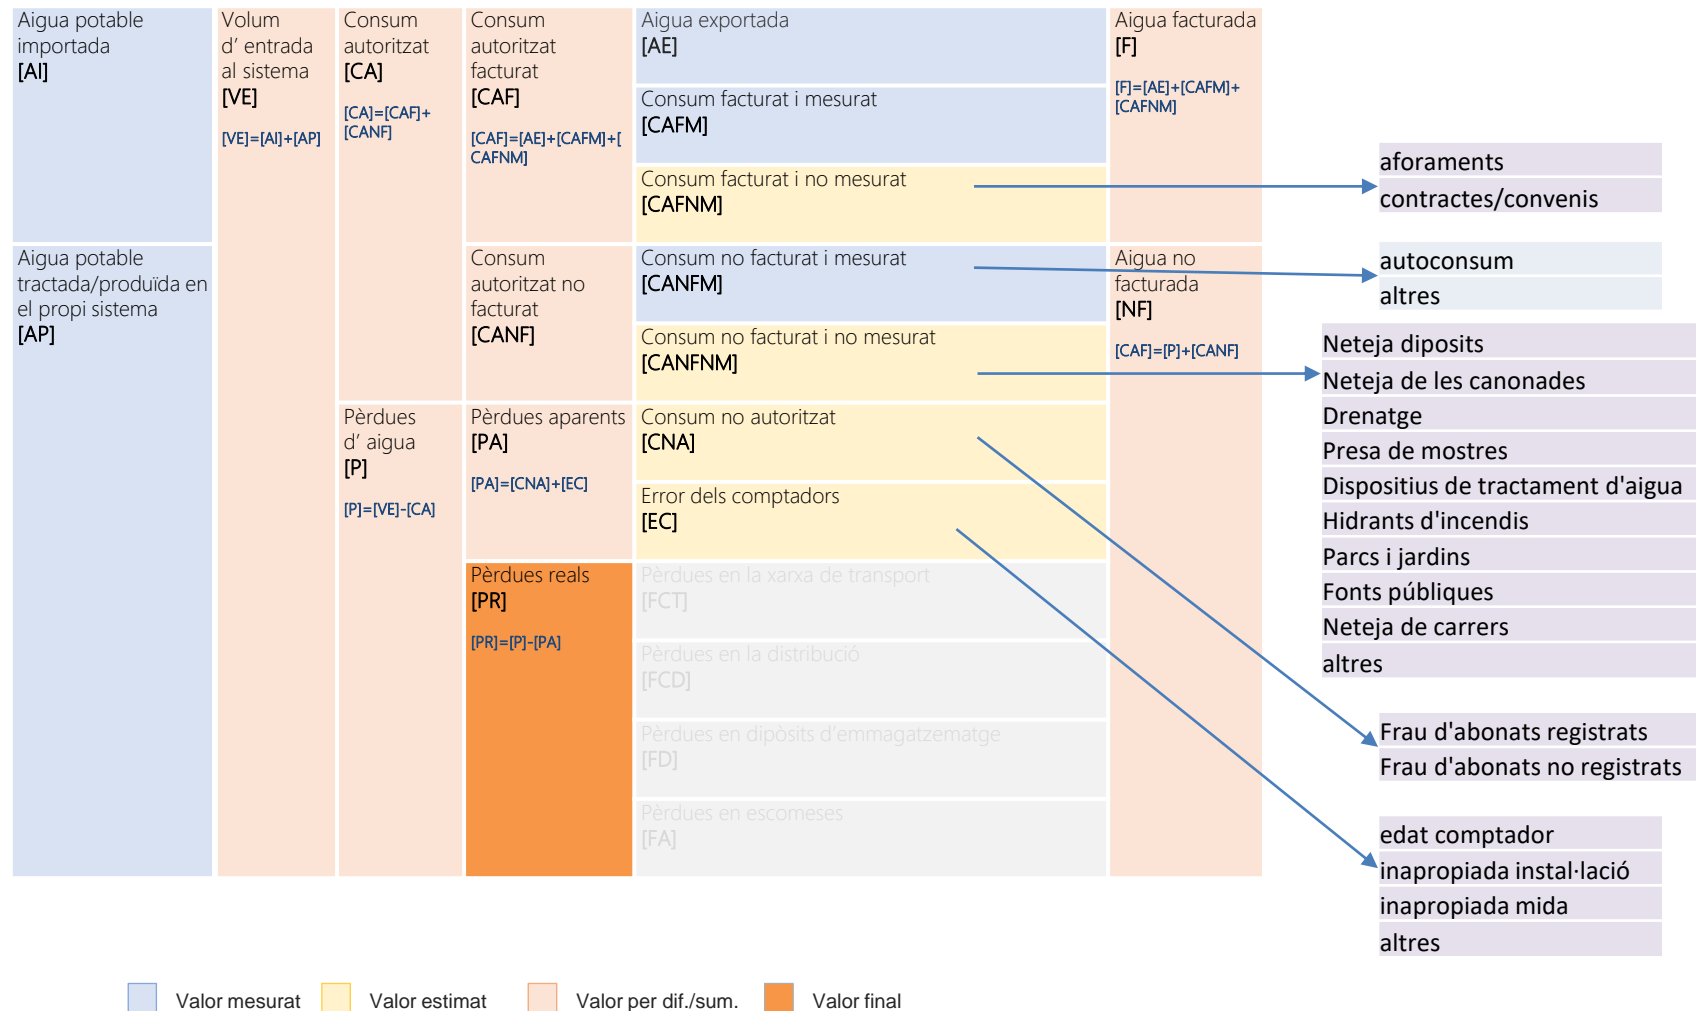 Aigua potable
importada
[AI]
Volum
d' entrada
al sistema
[VE]
[VE]=[AI]+[AP]
Consum
autoritzat
[CA]
[CA]=[CAF]+
[CANF]
Consum
autoritzat
facturat
[CAF]
[CAF]=[AE]+[CAFM]+[
CAFNM]
Aigua exportada
[AE]
Consum facturat i mesurat
[CAFM]
Consum facturat i no mesurat
[CAFNM]
Aigua facturada
[F]
[F]=[AE]+[CAFM]+
[CAFNM]
aforaments
contractes/convenis
Aigua potable
tractada/produïda en
el propi sistema
[AP]
Consum
autoritzat no
facturat
[CANF]
Consum no facturat i mesurat
[CANFM]
Consum no facturat i no mesurat
[CANFNM]
Aigua no
facturada
[NF]
[CAF]=[P]+[CANF]
autoconsum
altres
Neteja diposits
Neteja de les canonades
Drenatge
Presa de mostres
Dispositius de tractament d'aigua
Hidrants d'incendis
Parcs i jardins
Fonts públiques
Neteja de carrers
altres
Pèrdues
d' aigua
[P]
[P]=[VE]-[CA]
Pèrdues aparents
[PA]
[PA]=[CNA]+[EC]
Consum no autoritzat
[CNA]
Error dels comptadors
[EC]
Pèrdues reals
[PR]
[PR]=[P]-[PA]
Pèrdues en la xarxa de transport
[FCT]
Pèrdues en la distribució
[FCD]
Pèrdues en dipòsits d'emmagatzematge
[FD]
Pèrdues en escomeses
[FA]
Frau d'abonats registrats
Frau d'abonats no registrats
edat comptador
inapropiada instal·lació
inapropiada mida
altres
Valor mesurat
Valor estimat
Valor per dif./sum.
Valor final